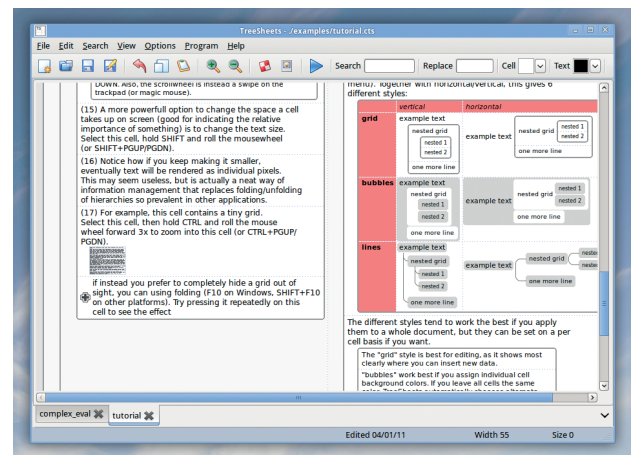 TreeSheets - ./examples/tutorial.cts
File Edit Search View Options Program Help
Search Replace Cell Text
DOWN. Also, the scrollwheel is instead a swipe on the
trackpad (or magic mouse).
(15) A more powerfull option to change the space a cell
takes up on screen (good for indicating the relative
importance of something) is to change the text size.
Select this cell, hold SHIFT and roll the mousewheel
(or SHIFT+PGUP/PGDN).
(16) Notice how if you keep making it smaller,
eventually text will be rendered as individual pixels.
This may seem useless, but is actually a neat way of
information management that replaces folding/unfolding
of hierarchies so prevalent in other applications.
(17) For example, this cell contains a tiny grid.
Select this cell, then hold CTRL and roll the mouse
wheel forward 3x to zoom into this cell (or CTRL+PGUP/
PGDN).
if instead you prefer to completely hide a grid out of
sight, you can using folding (F10 on Windows, SHIFT+F10
on other platforms). Try pressing it repeatedly on this
cell to see the effect
menu). Together with horizontal/vertical, this gives 6
different styles:
vertical horizontal
grid
example text
nested grid
nested 1
nested 2
one more line
example text
nested grid
nested 1
nested 2
one more line
bubbles
example text
nested grid
nested 1
nested 2
one more line
example text
nested grid
nested 1
nested 2
one more line
lines
example text
nested grid
nested 1
nested 2
one more line
example text
nested grid
one more line
The different styles tend to work the best if you apply
them to a whole document, but they can be set on a per
cell basis if you want.
The "grid" style is best for editing, as it shows most
clearly where you can insert new data.
"bubbles" work best if you assign individual cell
background colors. If you leave all cells the same
complex_eval tutorial
Edited 04/01/11 Width 55 Size 0